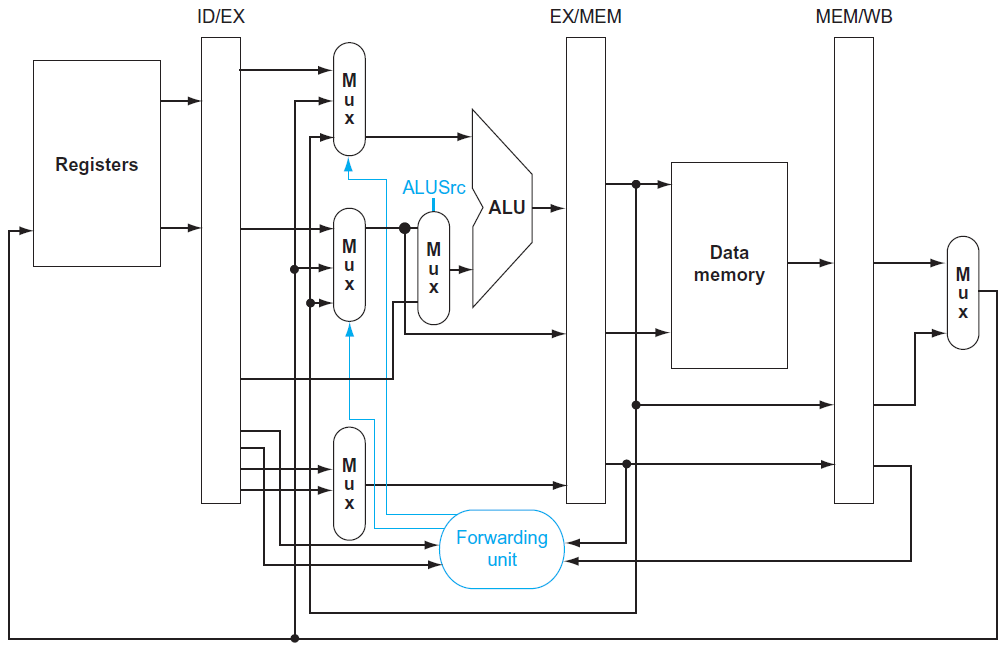 ID/EX
EX/MEM
MEM/WB
Registers
M
u
x
ALUSrc
M
u
x
M
u
x
ALU
Data
memory
M
u
x
M
u
x
Forwarding
unit